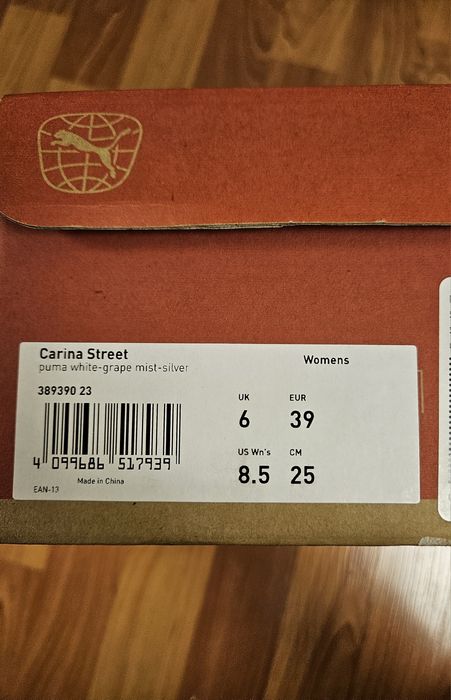 Carina Street
puma white-grape mist-silver
Womens
389390 23
UK EUR
6 39
4 099686 517939
US Wn's CM
8.5 25
Made in China
EAN-13